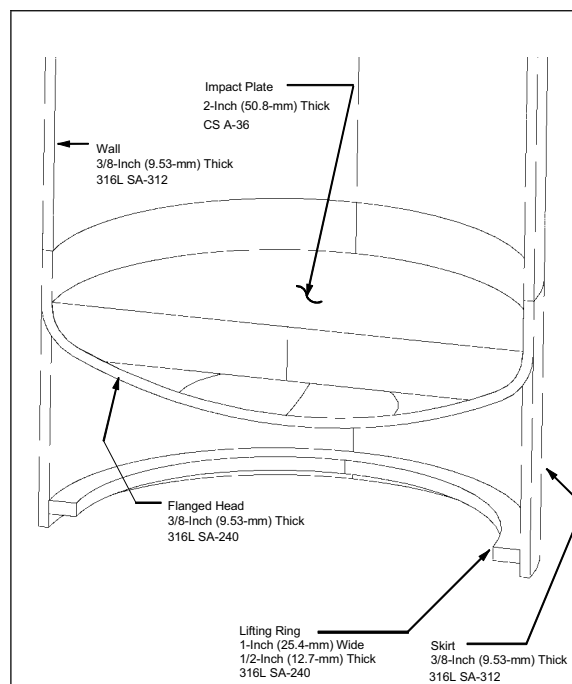 Impact Plate
2-Inch (50.8-mm) Thick
CS A-36
Wall
3/8-Inch (9.53-mm) Thick
316L SA-312
Flanged Head
3/8-Inch (9.53-mm) Thick
316L SA-240
Lifting Ring
1-Inch (25.4-mm) Wide
1/2-Inch (12.7-mm) Thick
316L SA-240
Skirt
3/8-Inch (9.53-mm) Thick
316L SA-312